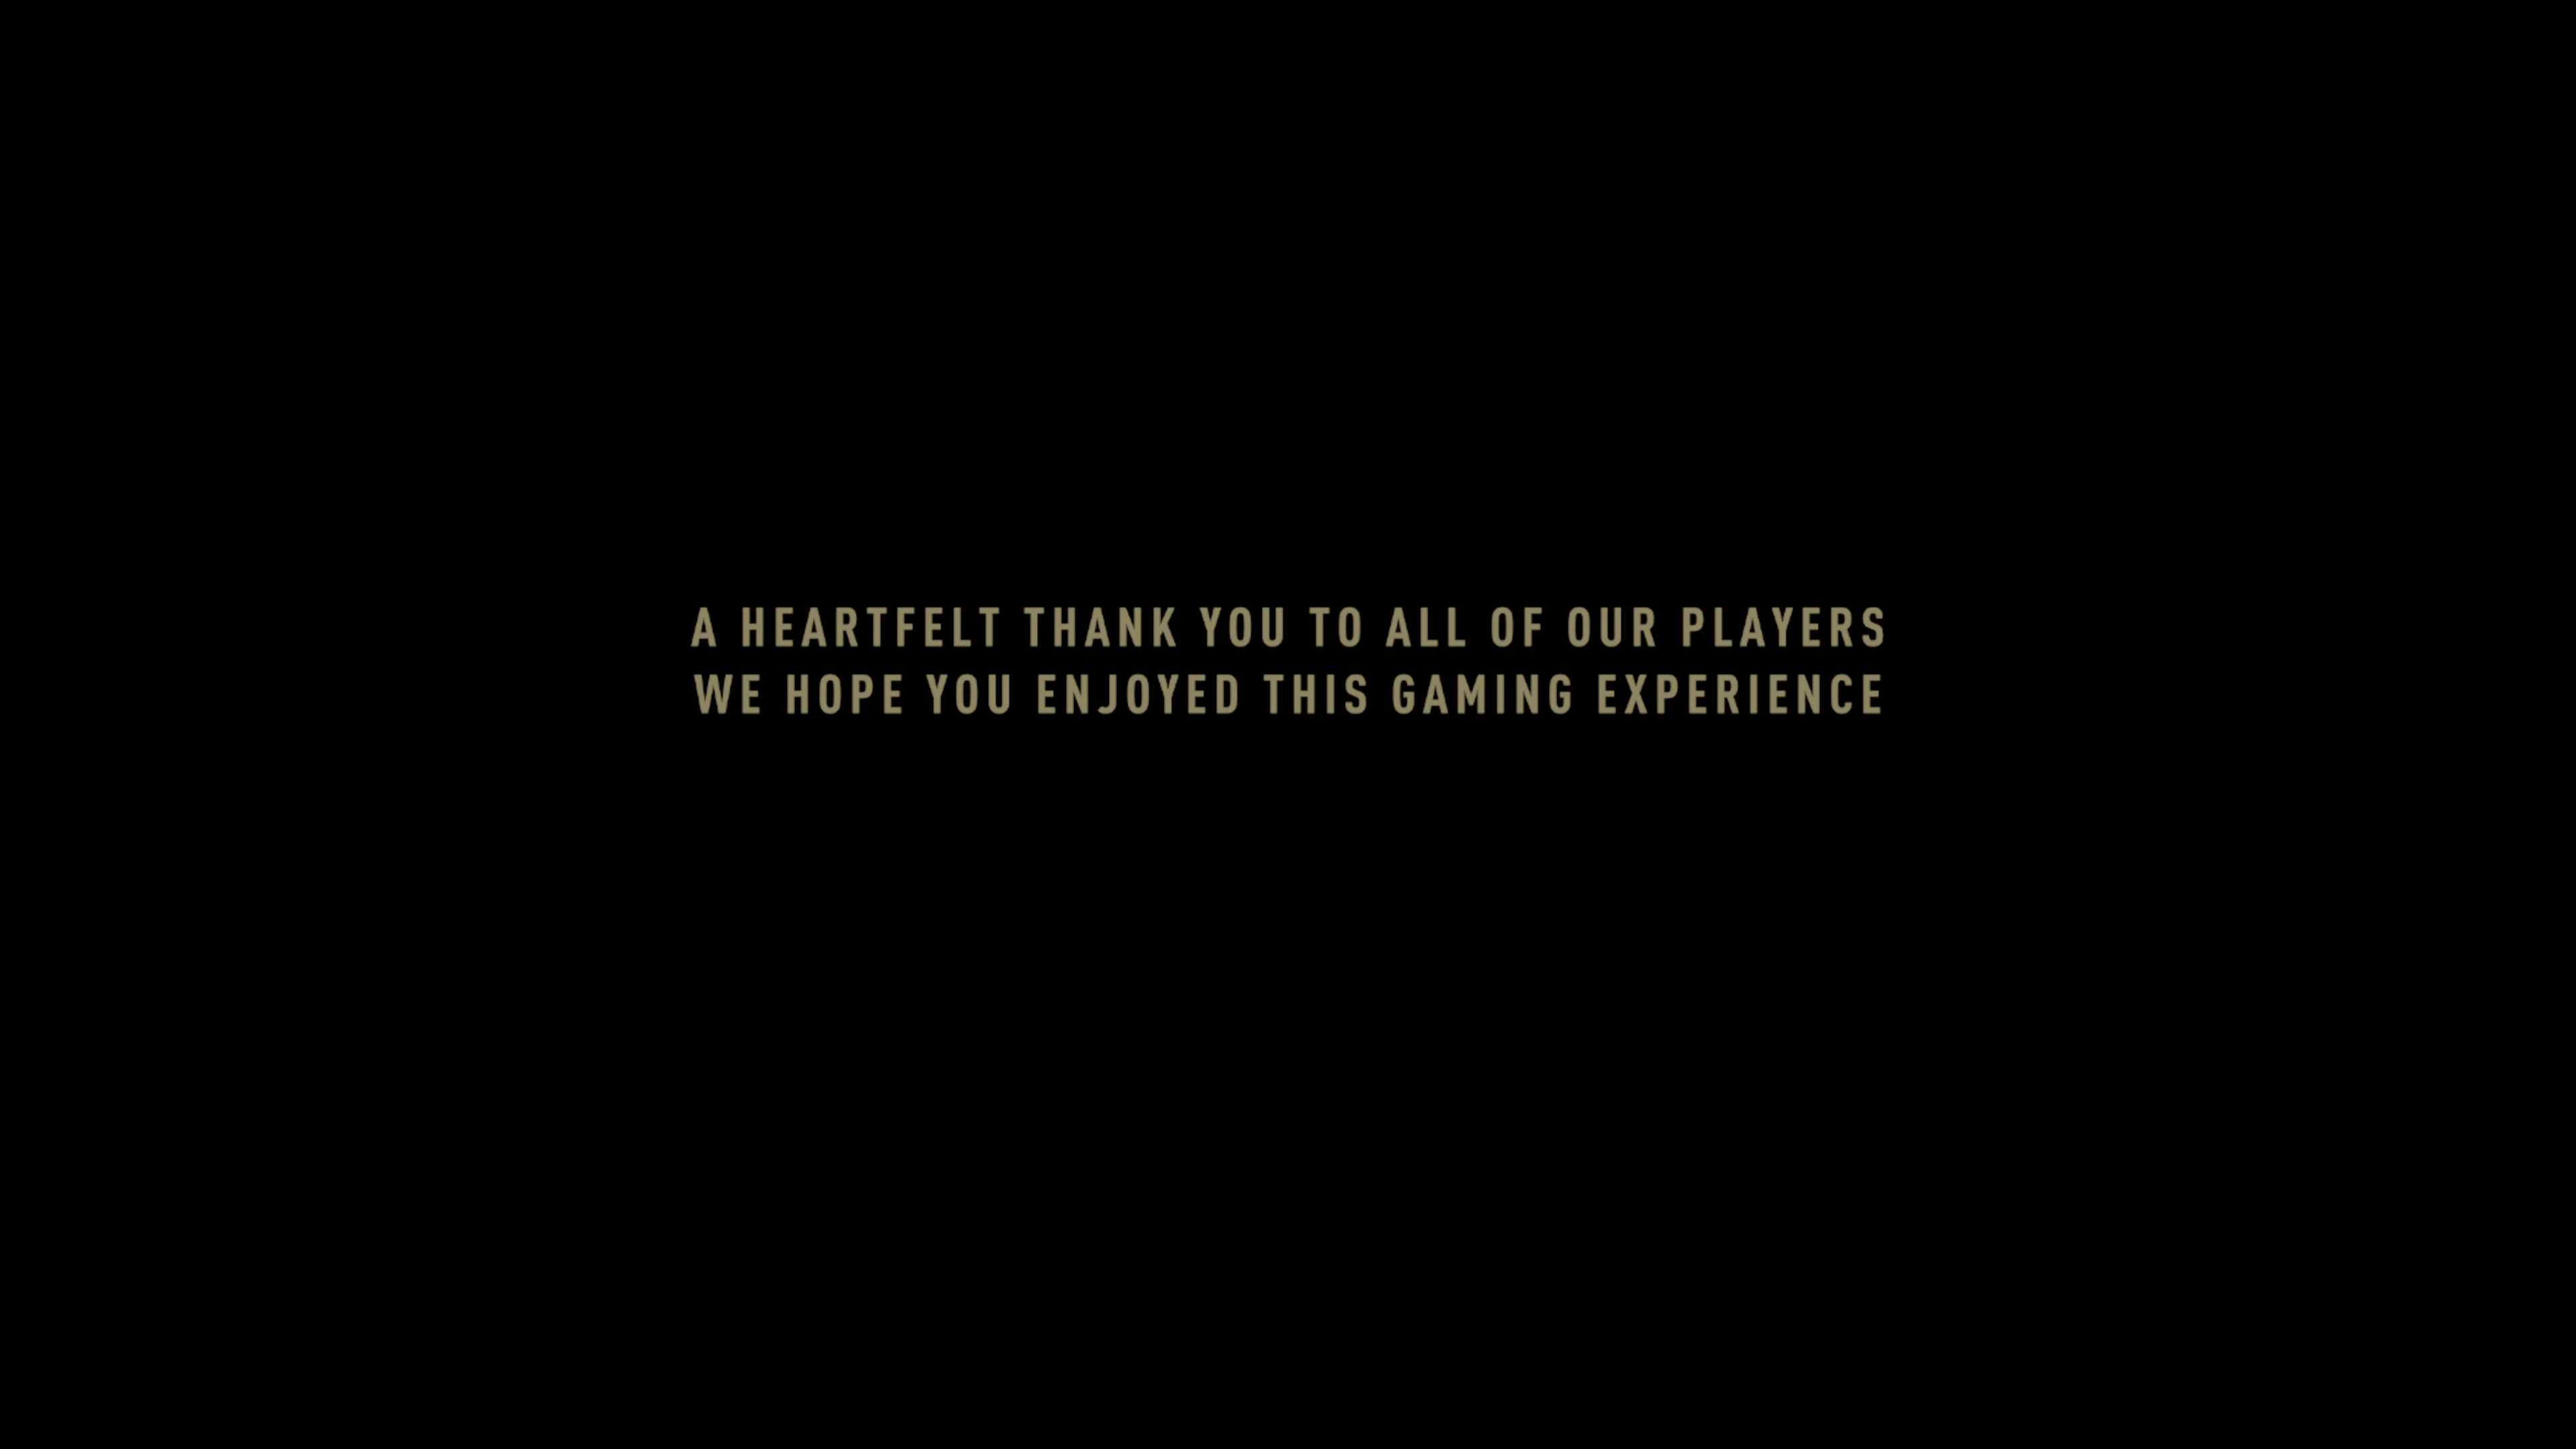 A HEARTFELT THANK YOU TO ALL OF OUR PLAYERS
WE HOPE YOU ENJOYED THIS GAMING EXPERIENCE